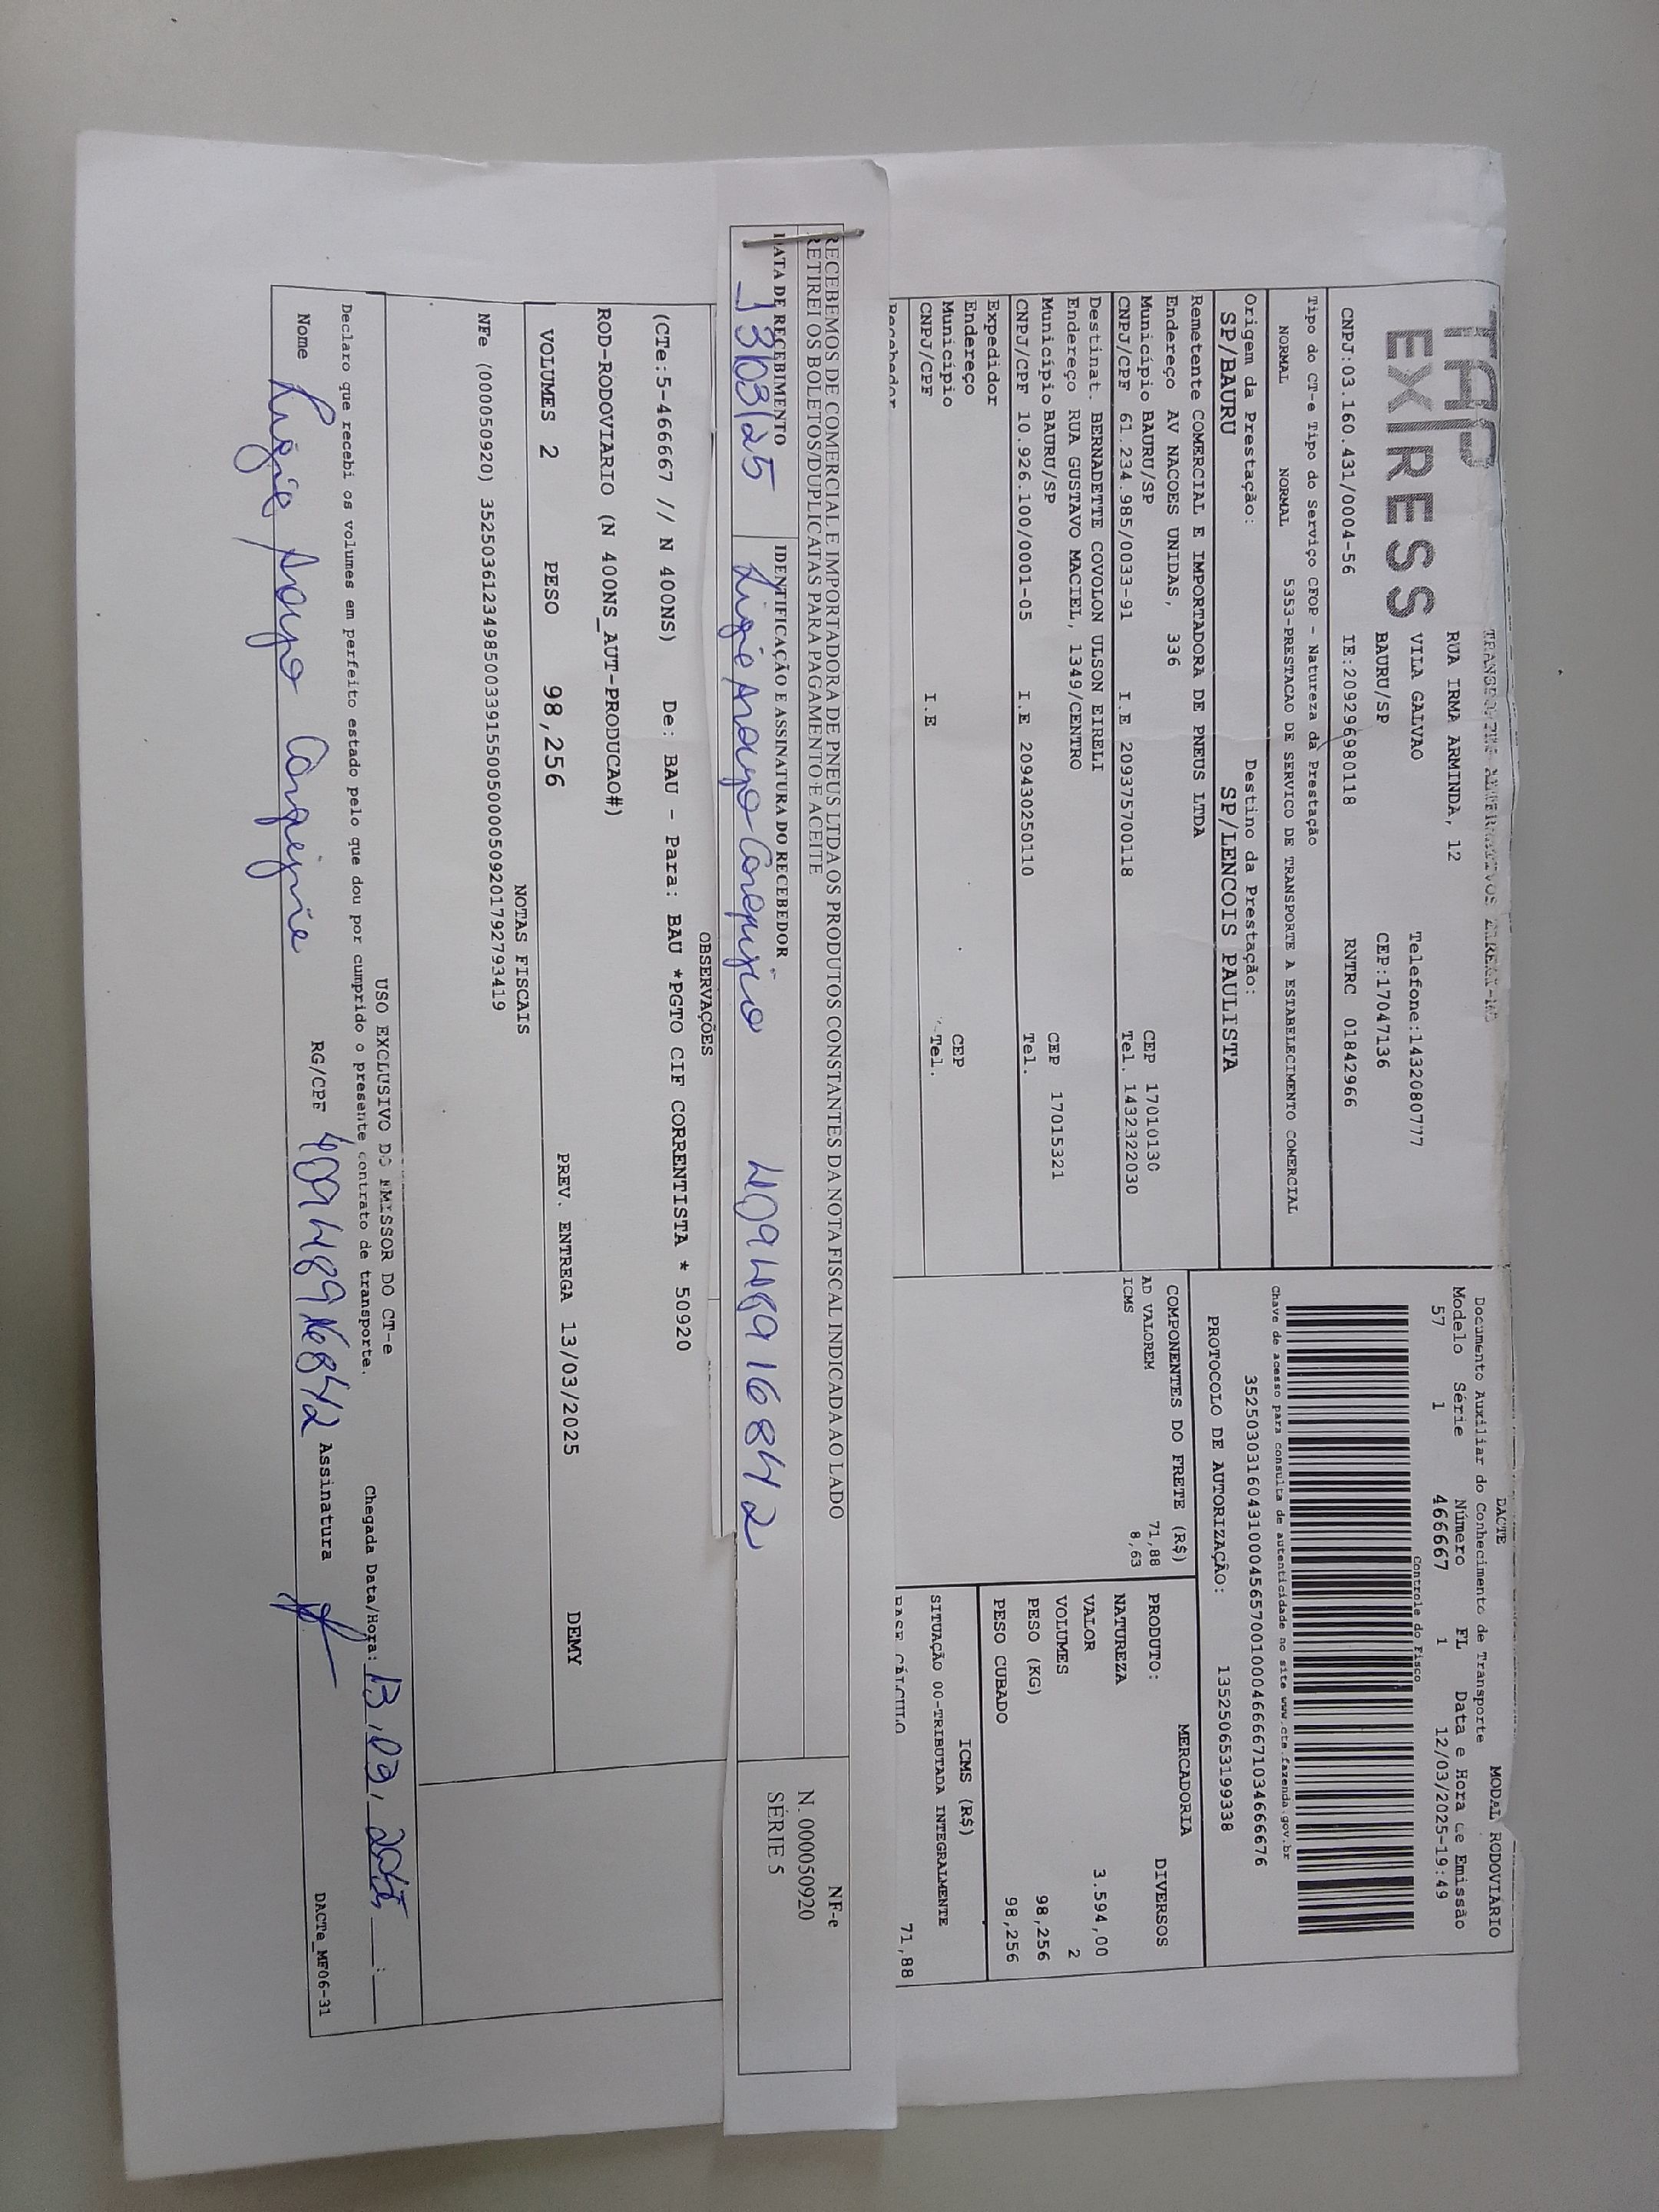 TAP
EXPRESS
RUA IRMA ARMINDA, 12
VILA GALVAO Telefone:1432080777
BAURU/SP CEP:17047136
CNPJ:03.160.431/0004-56 IE:209296980118 RNTRC 01842966
Tipo do CT-e Tipo do Serviço CFOP - Natureza da Prestação
NORMAL NORMAL 5353-PRESTACAO DE SERVICO DE TRANSPORTE A ESTABELECIMENTO COMERCIAL
Origem da Prestação: Destino da Prestação:
SP/BAURU SP/LENCOIS PAULISTA
Remetente COMERCIAL E IMPORTADORA DE PNEUS LTDA
Endereço AV NACOES UNIDAS, 336
Município BAURU/SP CEP 17010130
CNPJ/CPF 61.234.985/0033-91 I.E 209375700118 Tel. 1432322030
Destinat. BERNADETTE COVOLON ULSON EIRELI
Endereço RUA GUSTAVO MACIEL, 1349/CENTRO
Município BAURU/SP CEP 17015321
CNPJ/CPF 10.926.100/0001-05 I.E 209430250110 Tel.
Expedidor
Endereço
Município CEP
CNPJ/CPF I.E Tel.
Recebedor
DACTE MODAL RODOVIÁRIO
Documento Auxiliar do Conhecimento de Transporte
Modelo Série Número FL Data e Hora de Emissão
57 1 466667 1 12/03/2025-19:49
Controle do Fisco
Chave de acesso para consulta de autenticidade no site www.cte.fazenda.gov.br
35250303160431000456570010004666671034666676
PROTOCOLO DE AUTORIZAÇÃO: 135250653199338
COMPONENTES DO FRETE (R$)
AD VALOREM 71,88
ICMS 8,63
MERCADORIA
PRODUTO: DIVERSOS
NATUREZA
VALOR 3.594,00
VOLUMES 2
PESO (KG) 98,256
PESO CUBADO 98,256
ICMS (R$)
SITUAÇÃO 00-TRIBUTADA INTEGRALMENTE
BASE CÁLCULO 71,88
RECEBEMOS DE COMERCIAL E IMPORTADORA DE PNEUS LTDA OS PRODUTOS CONSTANTES DA NOTA FISCAL INDICADA AO LADO
RETIREI OS BOLETOS/DUPLICATAS PARA PAGAMENTO E ACEITE
DATA DE RECEBIMENTO IDENTIFICAÇÃO E ASSINATURA DO RECEBEDOR
13/03/25 40948916842
NF-e
N. 000050920
SÉRIE 5
OBSERVAÇÕES
(CTe:5-466667 // N 400NS) De: BAU - Para: BAU *PGTO CIF CORRENTISTA * 50920
ROD-RODOVIARIO (N 400NS_AUT-PRODUCAO#)
VOLUMES 2 PESO 98,256 PREV. ENTREGA 13/03/2025 DEMY
NOTAS FISCAIS
NFe (000050920) 35250361234985003391550050000509201792793419
USO EXCLUSIVO DO EMISSOR DO CT-e
Declaro que recebi os volumes em perfeito estado pelo que dou por cumprido o presente contrato de transporte.
Chegada Data/Hora: 13, 03, 2025 __:__
Nome RG/CPF 40948916842 Assinatura
DACTe_MF06-31